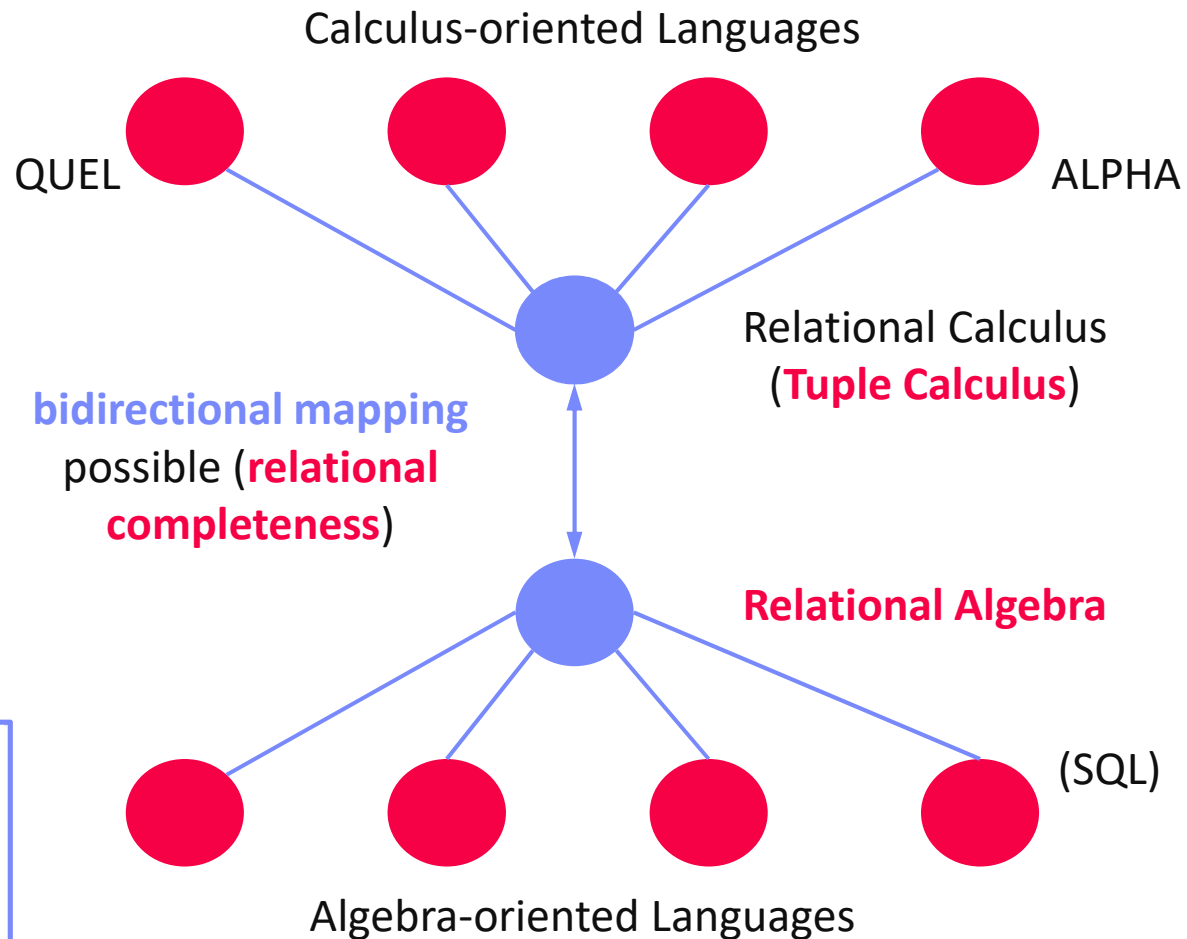 Calculus-oriented Languages
QUEL
ALPHA
Relational Calculus
(Tuple Calculus)
bidirectional mapping
possible (relational
completeness)
Relational Algebra
(SQL)
Algebra-oriented Languages